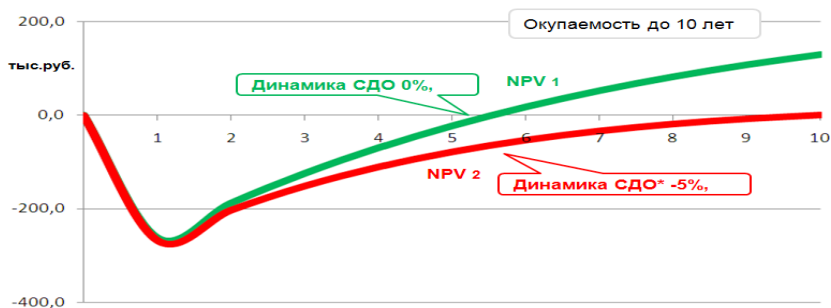 200,0
Окупаемость до 10 лет
тыс.руб.
Динамика СДО 0%,
NPV 1
0,0
1
2
3
4
5
6
7
8
9
10
NPV 2
Динамика СДО* -5%,
-200,0
-400,0